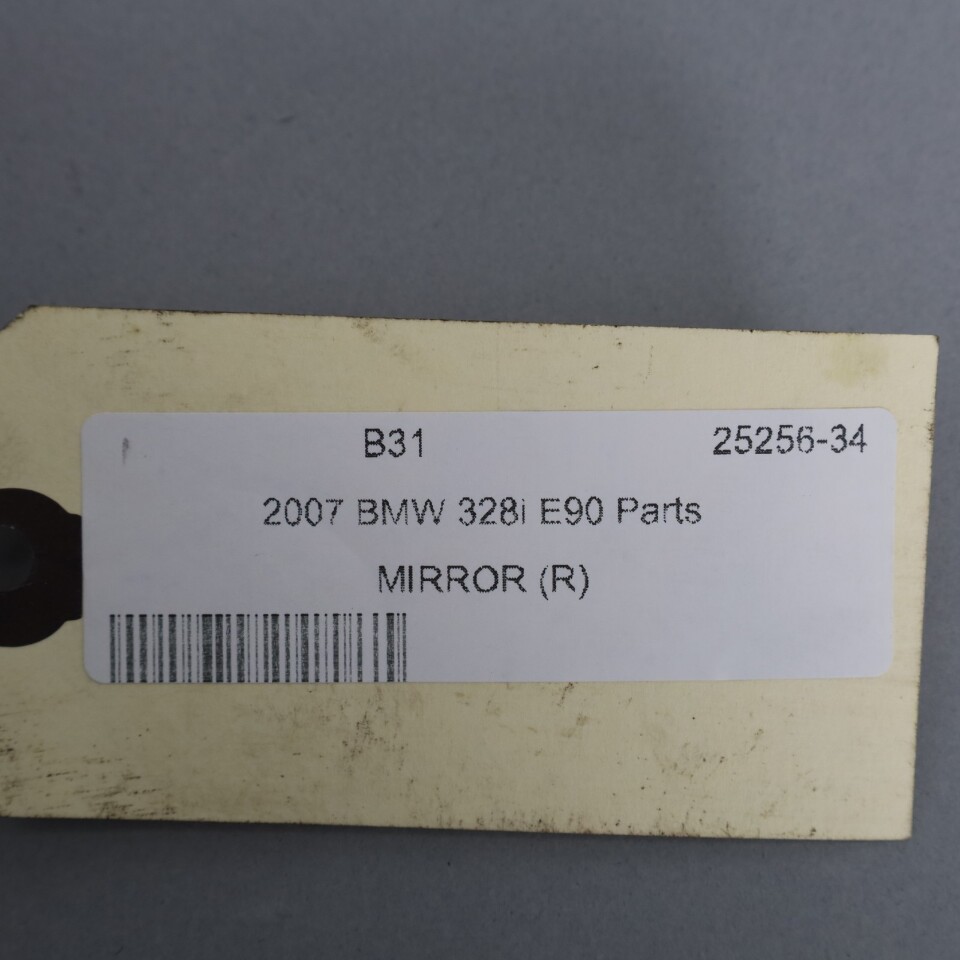 B31 25256-34
2007 BMW 328i E90 Parts
MIRROR (R)